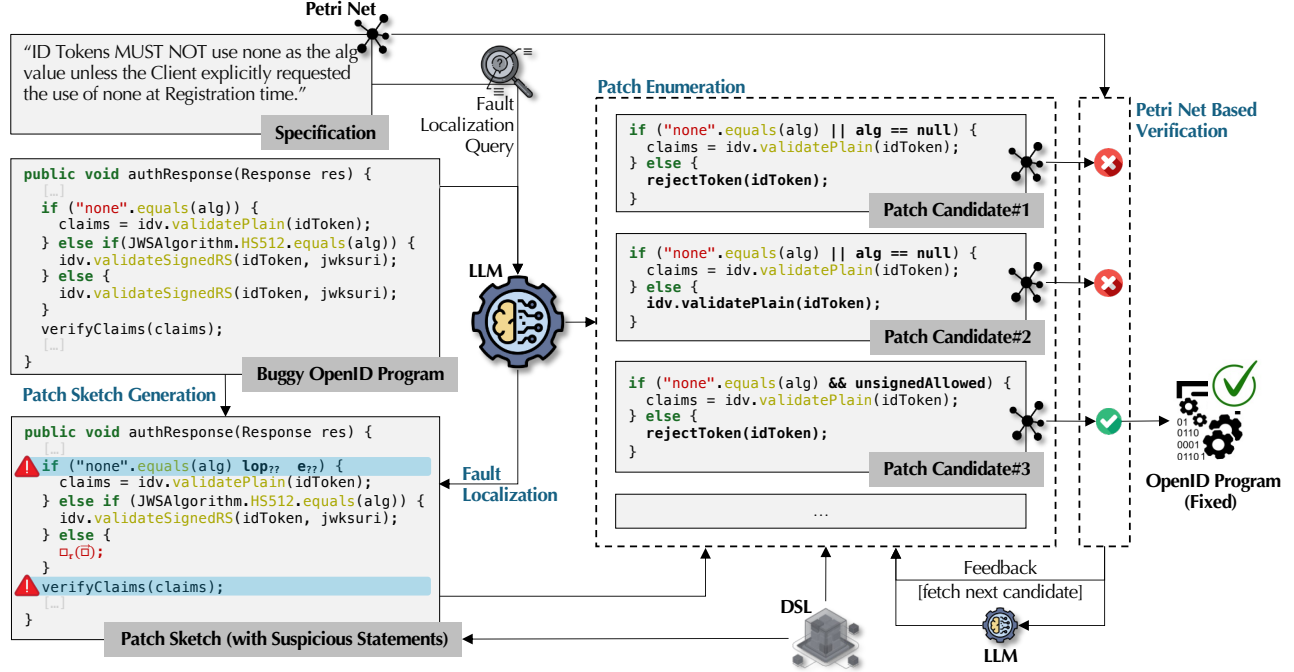 Petri Net
“ID Tokens MUST NOT use none as the alg
value unless the Client explicitly requested
the use of none at Registration time.”
Specification
Fault
Localization
Query
public void authResponse(Response res) {
[…]
if ("none".equals(alg)) {
claims = idv.validatePlain(idToken);
} else if(JWSAlgorithm.HS512.equals(alg)) {
idv.validateSignedRS(idToken, jwksuri);
} else {
idv.validateSignedRS(idToken, jwksuri);
}
verifyClaims(claims);
[…]
}
Buggy OpenID Program
LLM
Patch Sketch Generation
public void authResponse(Response res) {
[…]
if ("none".equals(alg) lop?? e??) {
claims = idv.validatePlain(idToken);
} else if (JWSAlgorithm.HS512.equals(alg)) {
idv.validateSignedRS(idToken, jwksuri);
} else {
□r(□⃗);
}
verifyClaims(claims);
[…]
}
Patch Sketch (with Suspicious Statements)
Fault
Localization
Patch Enumeration
if ("none".equals(alg) || alg == null) {
claims = idv.validatePlain(idToken);
} else {
rejectToken(idToken);
}
Patch Candidate#1
if ("none".equals(alg) || alg == null) {
claims = idv.validatePlain(idToken);
} else {
idv.validatePlain(idToken);
}
Patch Candidate#2
if ("none".equals(alg) && unsignedAllowed) {
claims = idv.validatePlain(idToken);
} else {
rejectToken(idToken);
}
Patch Candidate#3
…
Petri Net Based
Verification
01
0110
0001
01101
OpenID Program
(Fixed)
Feedback
[fetch next candidate]
LLM
DSL